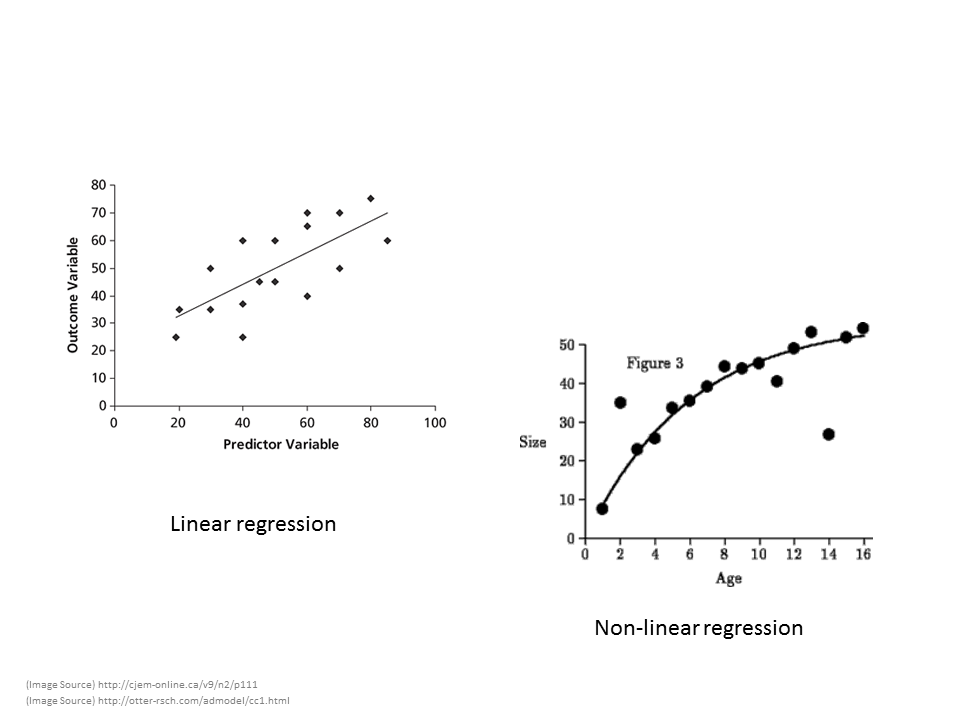 80
70
60
50
40
30
20
10
0
Outcome Variable
0 20 40 60 80 100
Predictor Variable
Linear regression
Figure 3
50
40
30
20
10
0
Size
0 2 4 6 8 10 12 14 16
Age
Non-linear regression
(Image Source) http://cjem-online.ca/v9/n2/p111
(Image Source) http://otter-rsch.com/admodel/cc1.html